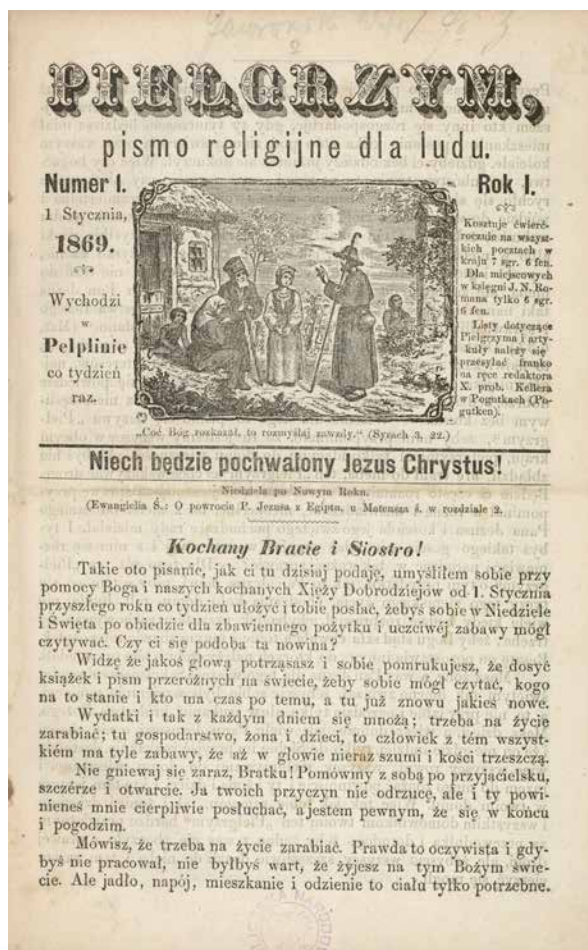 PIELGRZYM,
pismo religijne dla ludu.
Numer 1.
1 Stycznia,
1869.
Wychodzi
w
Pelplinie
co tydzień
raz.
Rok I.
Kosztuje ćwierć-
rocznie na wszyst-
kich pocztach w
kraju 7 sgr. 6 fen.
Dla miejscowych
w księgni J. N. Ro-
mana tylko 6 sgr.
6 fen.
Listy dotyczące
Pielgrzyma i arty-
kuły należy się
przesyłać franko
na ręce redaktora
X. prob. Kellera
w Pogutkach (Po-
gutken).
„Coć Bóg rozkazał, to rozmyślaj zawzdy.“ (Syrach 3, 22.)
Niech będzie pochwalony Jezus Chrystus!
Niedziela po Nowym Roku.
(Ewangielia Ś.: O powrocie P. Jezusa z Egiptu, u Mateusza ś. w rozdziale 2.
Kochany Bracie i Siostro!
Takie oto pisanie, jak ci tu dzisiaj podaję, umyśliłem sobie przy
pomocy Boga i naszych kochanych Xięży Dobrodziejów od 1. Stycznia
przyszłego roku co tydzień ułożyć i tobie posłać, żebyś sobie w Niedzięle
i Święta po obiedzie dla zbawiennego pożytku i uczciwéj zabawy mógł
czytywać. Czy ci się podoba ta nowina?
Widzę że jakoś głową potrząsasz i sobie pomrukujesz, że dosyć
książek i pism przeróżnych na świecie, żeby sobie mógł czytać, kogo
na to stanie i kto ma czas po temu, a tu już znowu jakieś nowe.
Wydatki i tak z każdym dniem się mnożą; trzeba na życie
zarabiać; tu gospodarstwo, żona i dzieci, to człowiek z tém wszyst-
kiém ma tyle zabawy, że aż w głowie nieraz szumi i kości trzeszczą.
Nie gniewaj się zaraz, Bratku! Pomówmy z sobą po przyjacielsku,
szczérze i otwarcie. Ja twoich przyczyn nie odrzucę, ale i ty powi-
nieneś mnie cierpliwie posłuchać, a jestem pewnym, że się w końcu
i pogodzim.
Mówisz, że trzeba na życie zarabiać. Prawda to oczywista i gdy-
byś nie pracował, nie byłbyś wart, że żyjesz na tym Bożym świe-
cie. Ale jadło, napój, mieszkanie i odzienie to ciału tylko potrzebne.